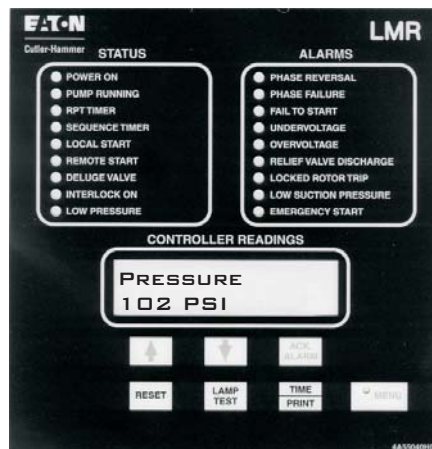 EATON
Cutler-Hammer
LMR
STATUS
POWER ON
PUMP RUNNING
RPT TIMER
SEQUENCE TIMER
LOCAL START
REMOTE START
DELUGE VALVE
INTERLOCK ON
LOW PRESSURE
ALARMS
PHASE REVERSAL
PHASE FAILURE
FAIL TO START
UNDERVOLTAGE
OVERVOLTAGE
RELIEF VALVE DISCHARGE
LOCKED ROTOR TRIP
LOW SUCTION PRESSURE
EMERGENCY START
CONTROLLER READINGS
PRESSURE
102 PSI
ACK.
ALARM
RESET
LAMP
TEST
TIME
PRINT
MENU